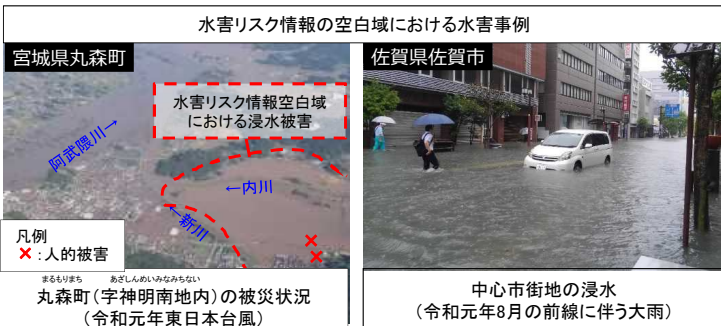 水害リスク情報の空白域における水害事例
宮城県丸森町
水害リスク情報空白域
における浸水被害
阿武隈川→
←内川
←新川
凡例
×:人的被害
まるもりまち あざしんめいみなみちない
丸森町(字神明南地内)の被災状況
(令和元年東日本台風)
佐賀県佐賀市
中心市街地の浸水
(令和元年8月の前線に伴う大雨)